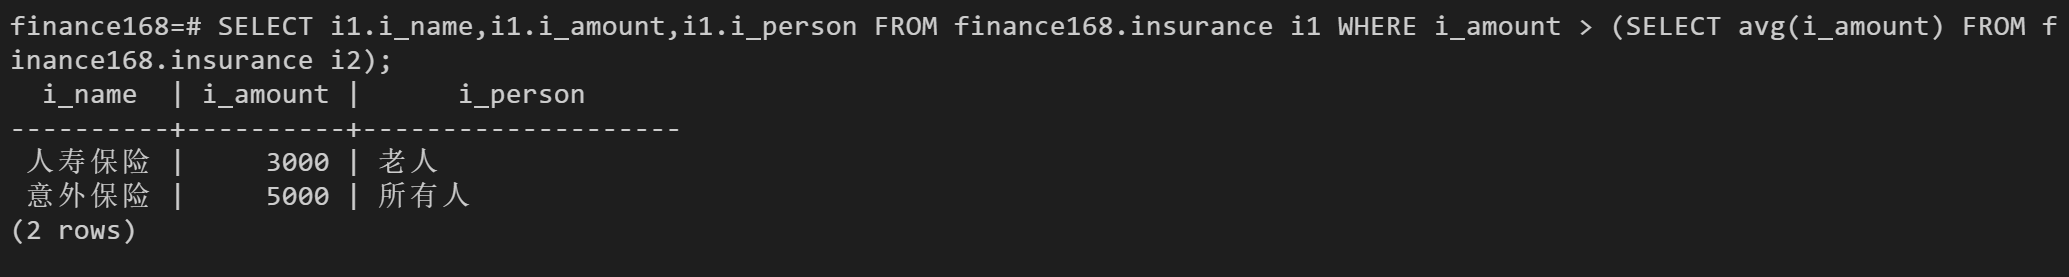 finance168=# SELECT i1.i_name,i1.i_amount,i1.i_person FROM finance168.insurance i1 WHERE i_amount > (SELECT avg(i_amount) FROM f
inance168.insurance i2);
  i_name  | i_amount |      i_person
----------+----------+--------------------
 人寿保险 |     3000 | 老人
 意外保险 |     5000 | 所有人
(2 rows)